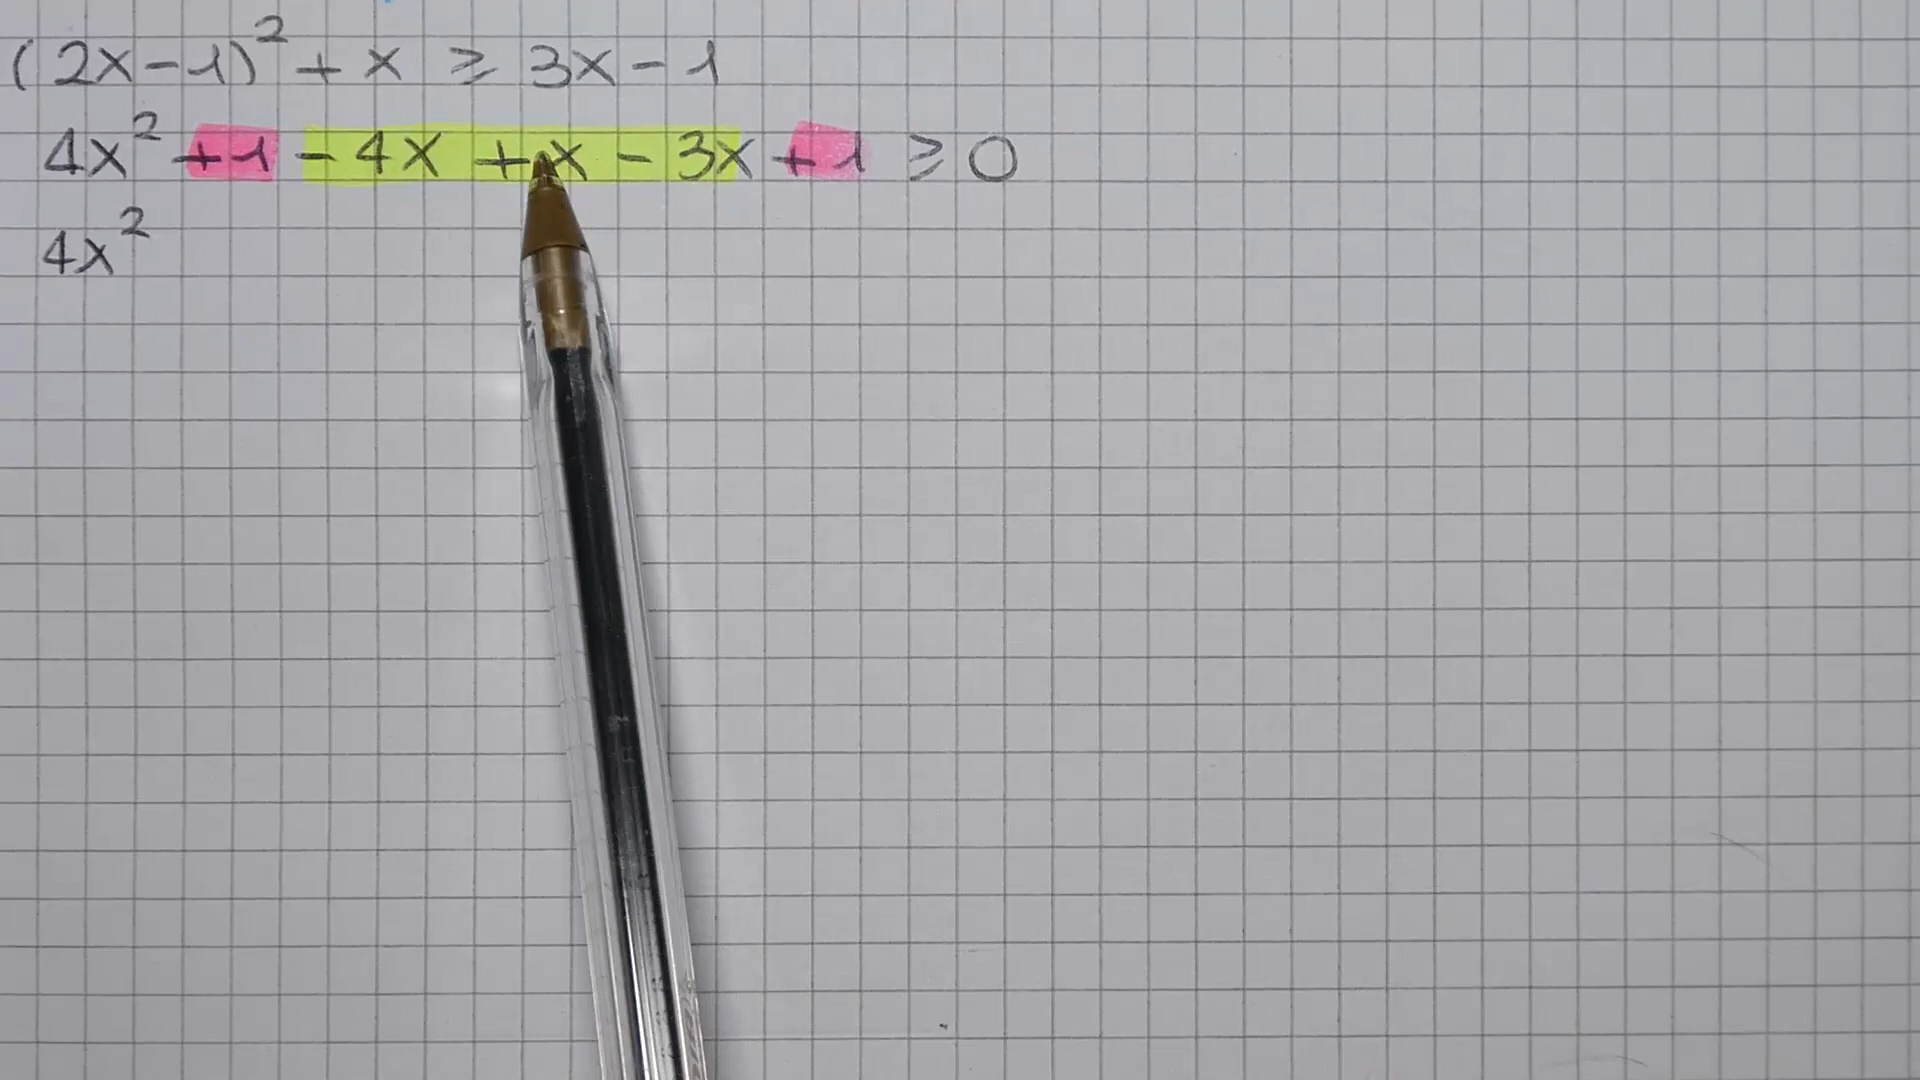 (2x-1)² + x ≥ 3x - 1
4x² +1 - 4x + x - 3x + 1 ≥ 0
4x²